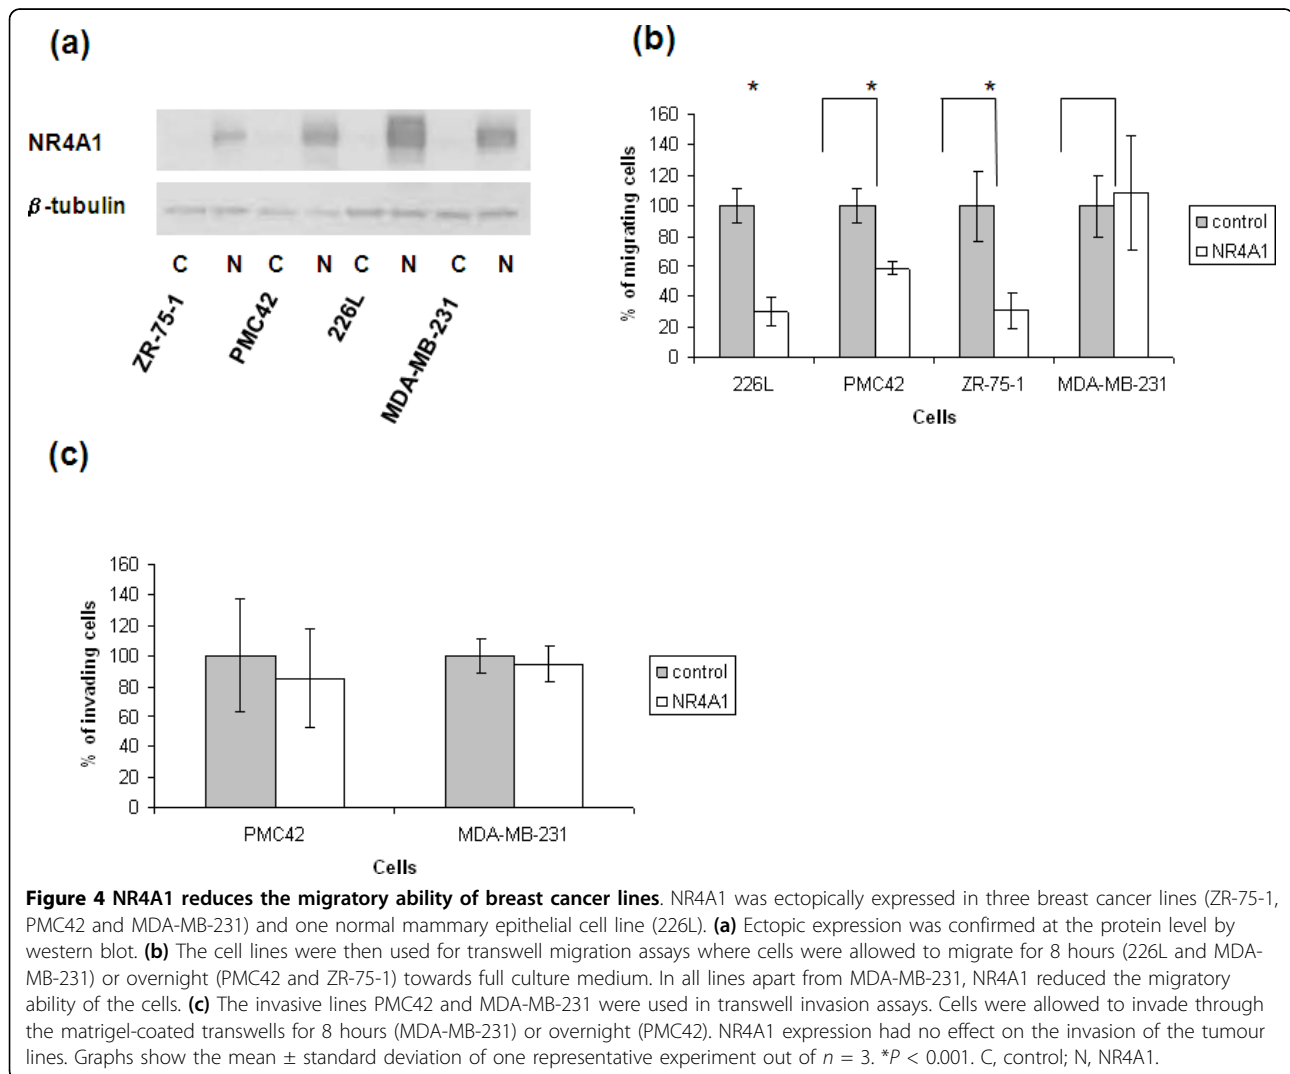 (a)
NR4A1
β-tubulin
C N C N C N C N
ZR-75-1 PMC42 226L MDA-MB-231
(b)
* * *
160
140
120
100
80
60
40
20
0
% of migrating cells
226L PMC42 ZR-75-1 MDA-MB-231
Cells
control
NR4A1
(c)
160
140
120
100
80
60
40
20
0
% of invading cells
PMC42 MDA-MB-231
Cells
control
NR4A1
Figure 4 NR4A1 reduces the migratory ability of breast cancer lines. NR4A1 was ectopically expressed in three breast cancer lines (ZR-75-1,
PMC42 and MDA-MB-231) and one normal mammary epithelial cell line (226L). (a) Ectopic expression was confirmed at the protein level by
western blot. (b) The cell lines were then used for transwell migration assays where cells were allowed to migrate for 8 hours (226L and MDA-
MB-231) or overnight (PMC42 and ZR-75-1) towards full culture medium. In all lines apart from MDA-MB-231, NR4A1 reduced the migratory
ability of the cells. (c) The invasive lines PMC42 and MDA-MB-231 were used in transwell invasion assays. Cells were allowed to invade through
the matrigel-coated transwells for 8 hours (MDA-MB-231) or overnight (PMC42). NR4A1 expression had no effect on the invasion of the tumour
lines. Graphs show the mean ± standard deviation of one representative experiment out of n = 3. *P < 0.001. C, control; N, NR4A1.